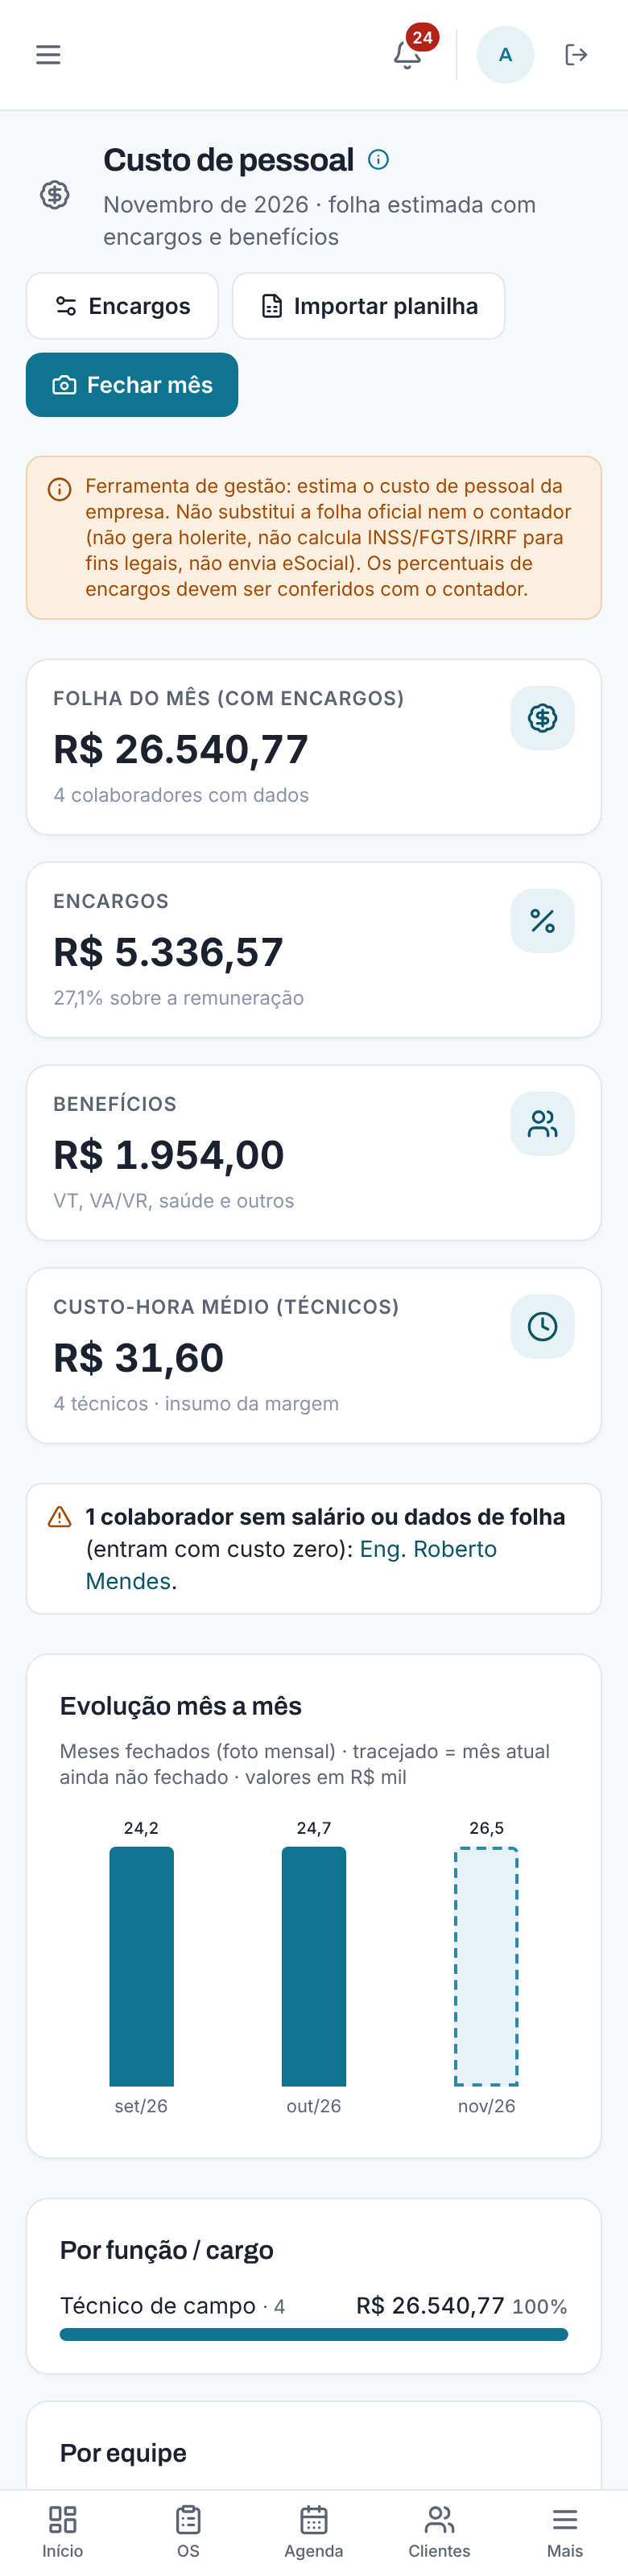 24
A
Custo de pessoal
Novembro de 2026 · folha estimada com
encargos e benefícios
Encargos
Importar planilha
Fechar mês
Ferramenta de gestão: estima o custo de pessoal da
empresa. Não substitui a folha oficial nem o contador
(não gera holerite, não calcula INSS/FGTS/IRRF para
fins legais, não envia eSocial). Os percentuais de
encargos devem ser conferidos com o contador.
FOLHA DO MÊS (COM ENCARGOS)
R$ 26.540,77
4 colaboradores com dados
ENCARGOS
R$ 5.336,57
27,1% sobre a remuneração
BENEFÍCIOS
R$ 1.954,00
VT, VA/VR, saúde e outros
CUSTO-HORA MÉDIO (TÉCNICOS)
R$ 31,60
4 técnicos · insumo da margem
1 colaborador sem salário ou dados de folha
(entram com custo zero): Eng. Roberto
Mendes.
Evolução mês a mês
Meses fechados (foto mensal) · tracejado = mês atual
ainda não fechado · valores em R$ mil
24,2 24,7 26,5
set/26 out/26 nov/26
Por função / cargo
Técnico de campo · 4 R$ 26.540,77 100%
Por equipe
Início OS Agenda Clientes Mais